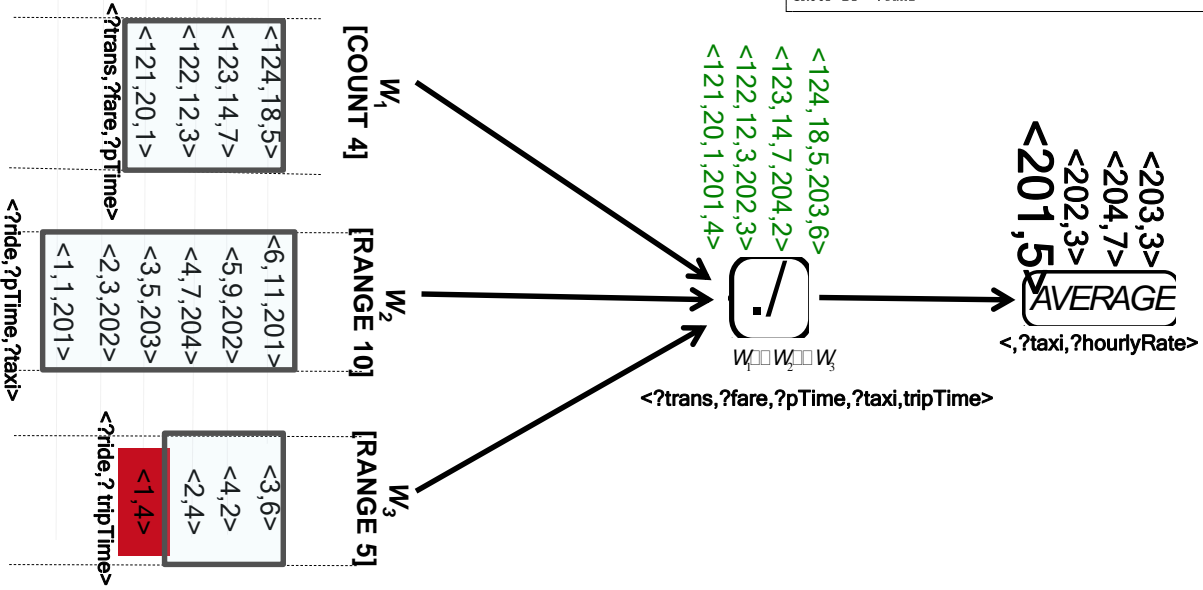 W1
[COUNT 4]
<124,18,5>
<123,14,7>
<122,12,3>
<121,20,1>
<?trans,?fare,?pTime>
W2
[RANGE 10]
<6,11,201>
<5,9,202>
<4,7,204>
<3,5,203>
<2,3,202>
<1,1,201>
<?ride,?pTime,?taxi>
W3
[RANGE 5]
<3,6>
<4,2>
<2,4>
<1,4>
<?ride,? tripTime>
<124,18,5,203,6>
<123,14,7,204,2>
<122,12,3,202,3>
<121,20,1,201,4>
./
W1□□W2□□W3
<?trans,?fare,?pTime,?taxi,tripTime>
<203,3>
<204,7>
<202,3>
<201,5>
AVERAGE
<,?taxi,?hourlyRate>